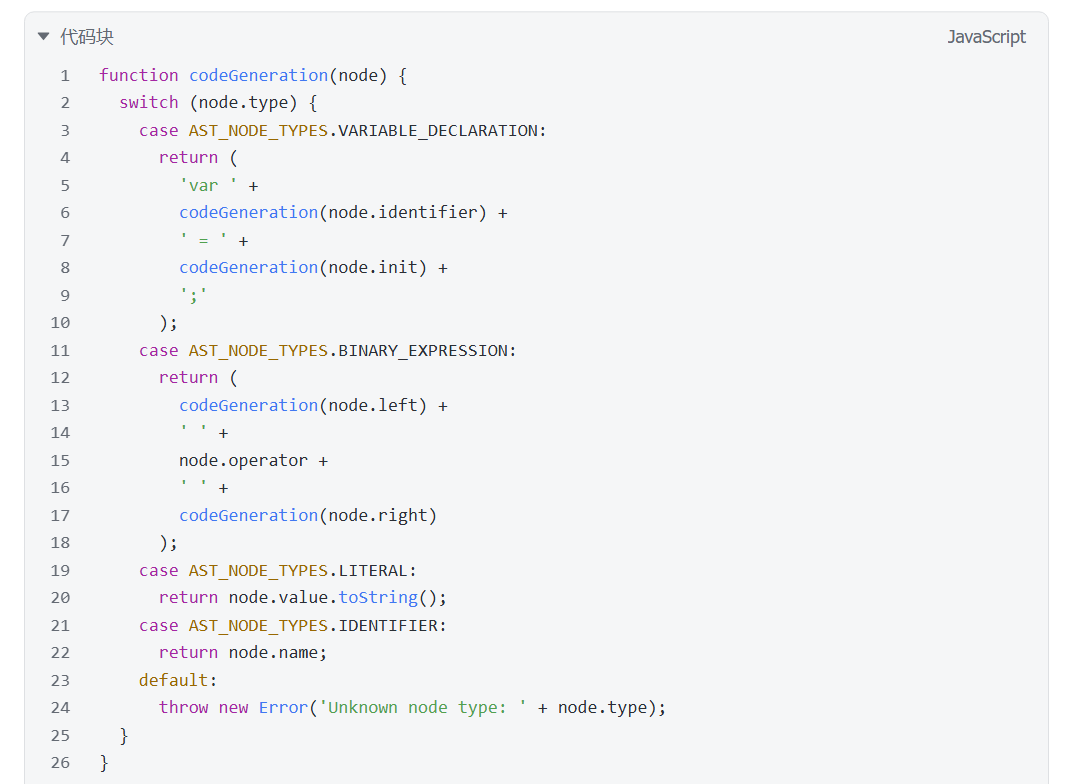 代码块 JavaScript
1 function codeGeneration(node) {
2   switch (node.type) {
3     case AST_NODE_TYPES.VARIABLE_DECLARATION:
4       return (
5         'var ' +
6         codeGeneration(node.identifier) +
7         ' = ' +
8         codeGeneration(node.init) +
9         ';'
10       );
11     case AST_NODE_TYPES.BINARY_EXPRESSION:
12       return (
13         codeGeneration(node.left) +
14         ' ' +
15         node.operator +
16         ' ' +
17         codeGeneration(node.right)
18       );
19     case AST_NODE_TYPES.LITERAL:
20       return node.value.toString();
21     case AST_NODE_TYPES.IDENTIFIER:
22       return node.name;
23     default:
24       throw new Error('Unknown node type: ' + node.type);
25   }
26 }